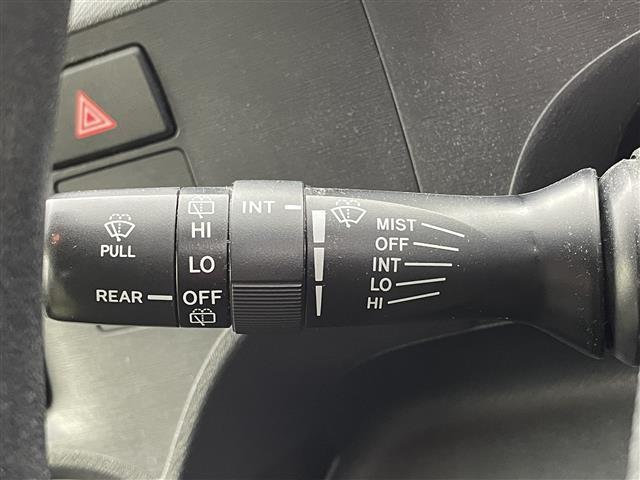 PULL
REAR
HI
LO
OFF
INT
MIST
OFF
INT
LO
HI